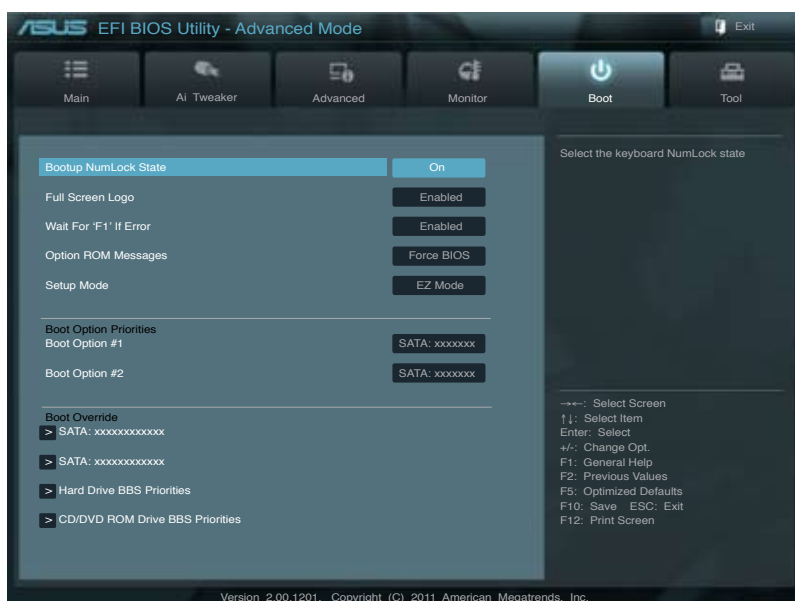 ASUS EFI BIOS Utility - Advanced Mode
Exit
Main
Ai Tweaker
Advanced
Monitor
Boot
Tool
Bootup NumLock State On
Full Screen Logo Enabled
Wait For ‘F1’ If Error Enabled
Option ROM Messages Force BIOS
Setup Mode EZ Mode
Boot Option Priorities
Boot Option #1 SATA: xxxxxxx
Boot Option #2 SATA: xxxxxxx
Boot Override
> SATA: xxxxxxxxxxxx
> SATA: xxxxxxxxxxxx
> Hard Drive BBS Priorities
> CD/DVD ROM Drive BBS Priorities
Select the keyboard NumLock state
→←: Select Screen
↑↓: Select Item
Enter: Select
+/-: Change Opt.
F1: General Help
F2: Previous Values
F5: Optimized Defaults
F10: Save ESC: Exit
F12: Print Screen
Version 2.00.1201. Copyright (C) 2011 American Megatrends, Inc.